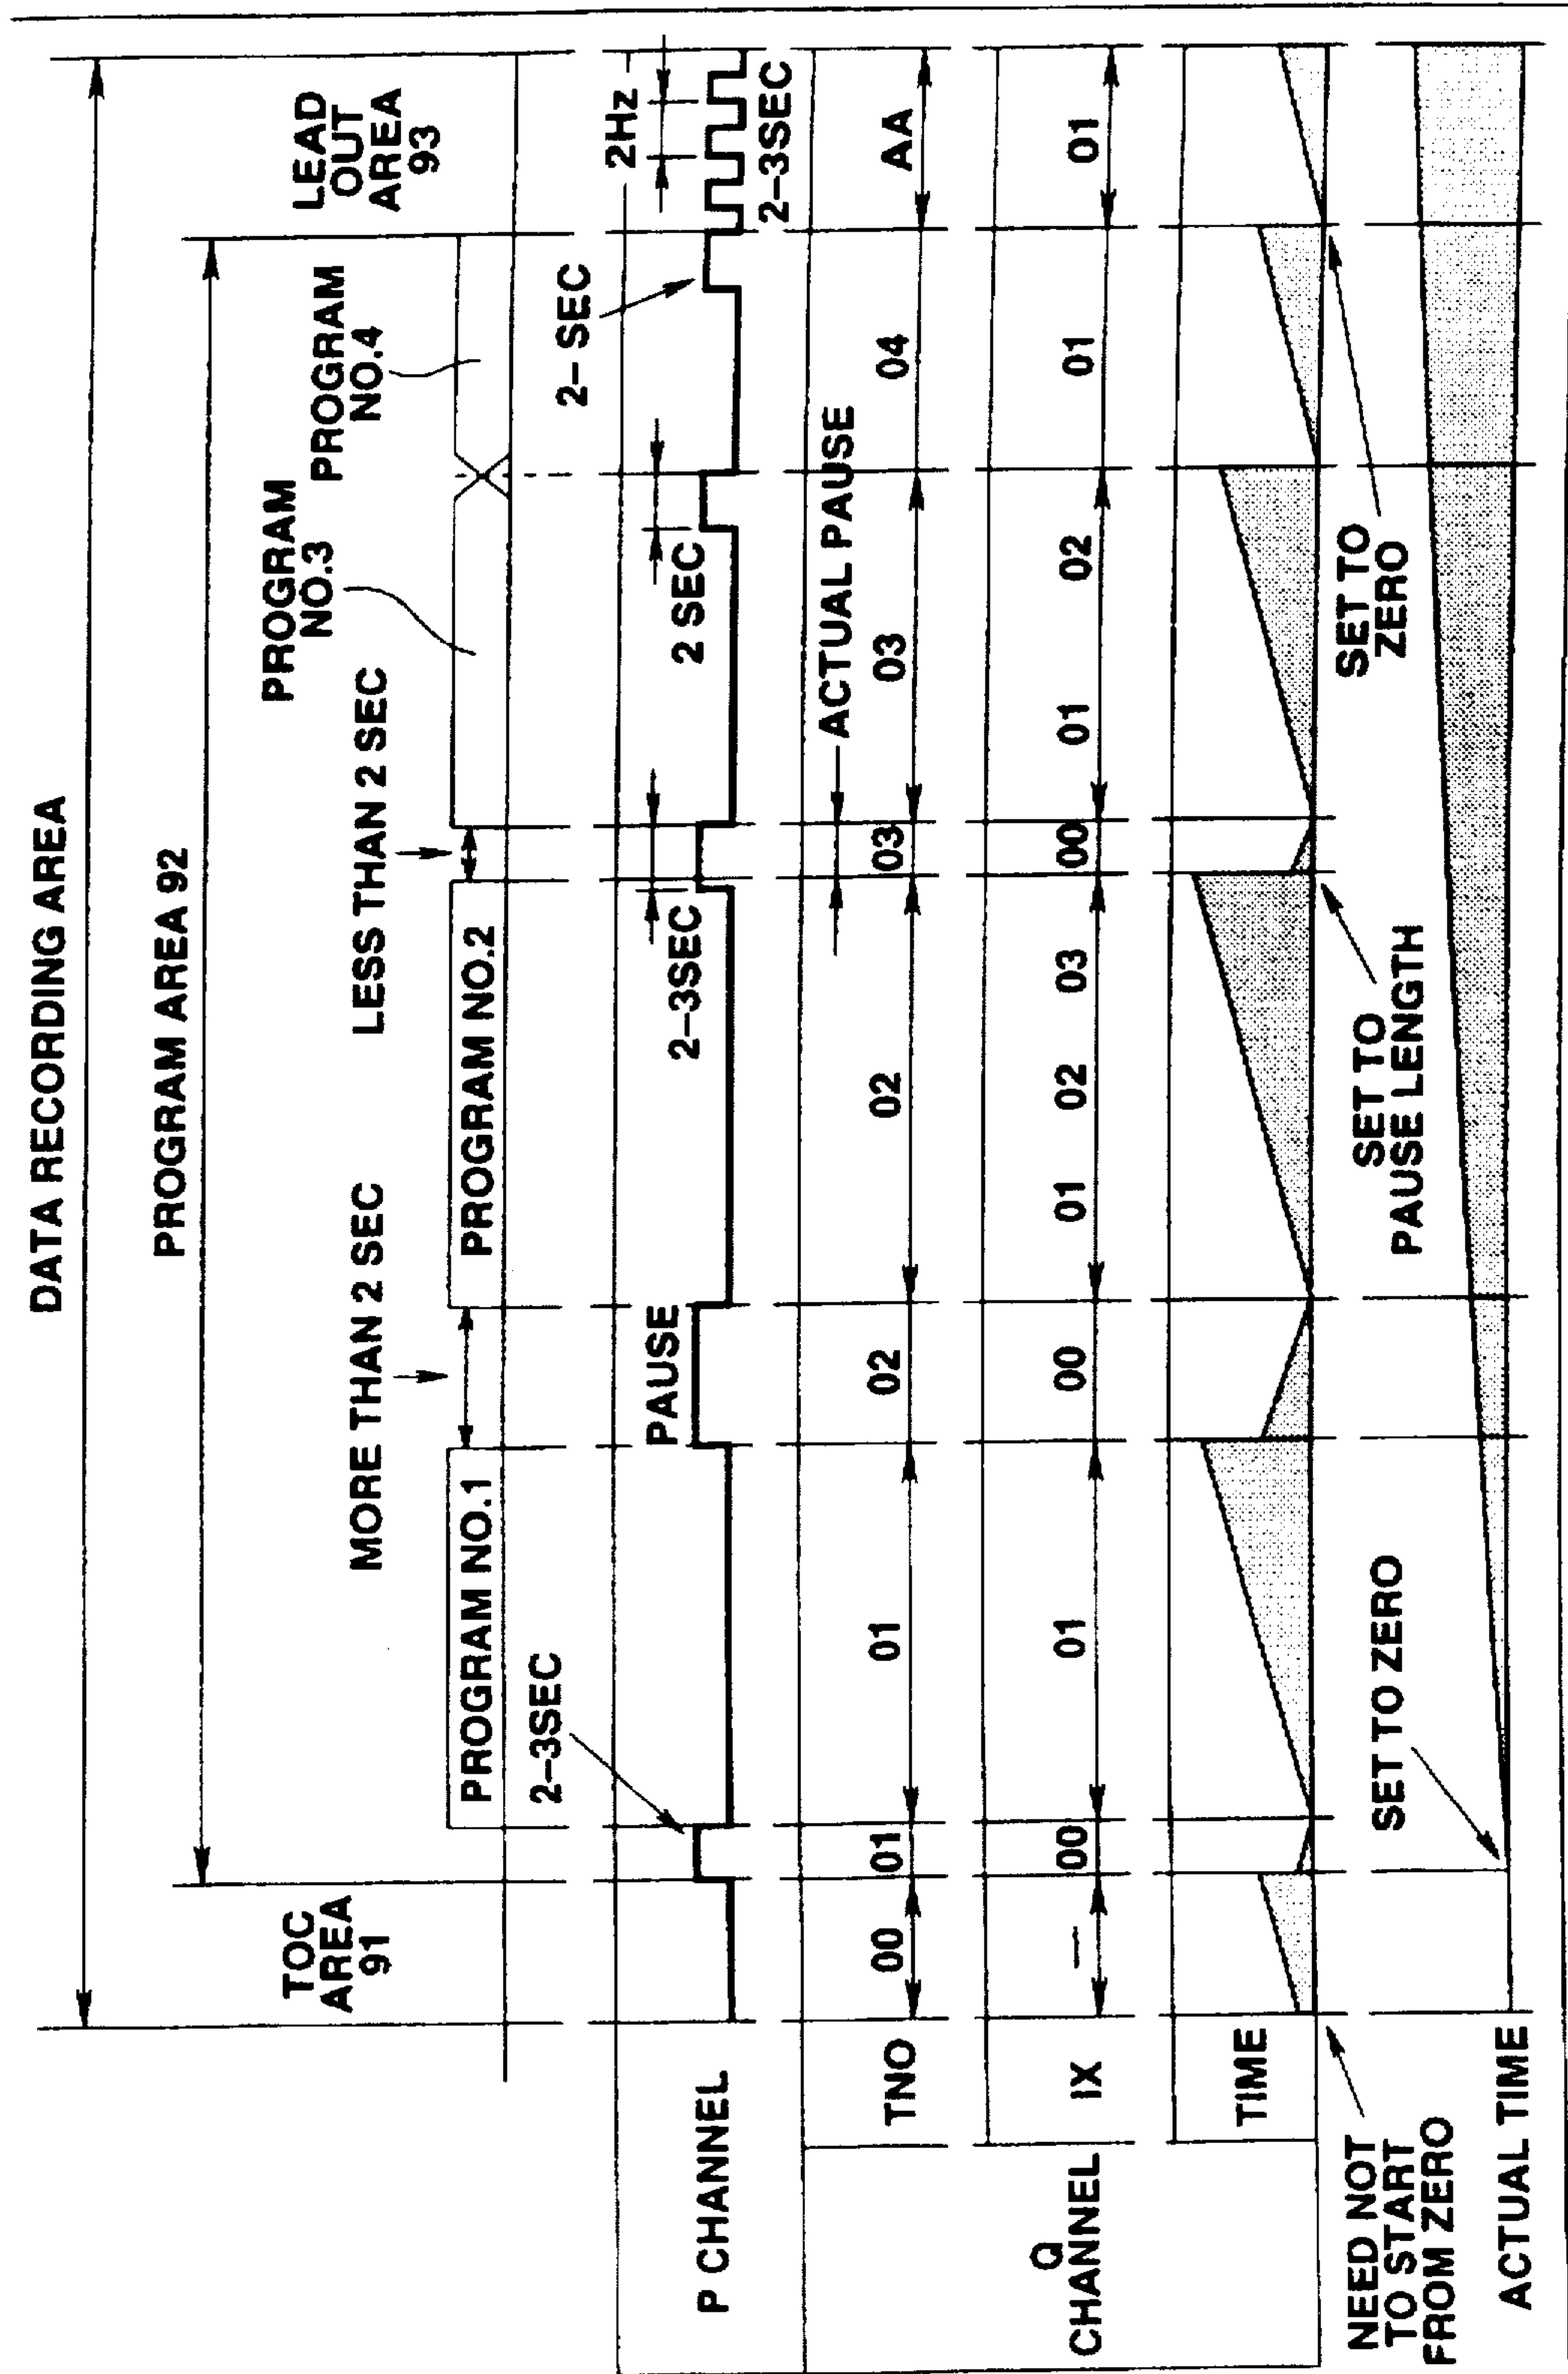 DATA RECORDING AREA
PROGRAM AREA 92
TOC
AREA
91
MORE THAN 2 SEC
LESS THAN 2 SEC
PROGRAM
NO.3
PROGRAM
NO.4
LEAD
OUT
AREA
93
PROGRAM NO.1
PROGRAM NO.2
2-3SEC
2- SEC
P CHANNEL
PAUSE
2-3SEC
2 SEC
2Hz
2-3SEC
ACTUAL PAUSE
Q
CHANNEL
TNO
00
01
01
02
02
03
03
04
AA
IX
—
00
01
00
01
02
03
00
01
02
01
01
TIME
NEED NOT
TO START
FROM ZERO
SET TO ZERO
SET TO
PAUSE LENGTH
SET TO
ZERO
ACTUAL TIME